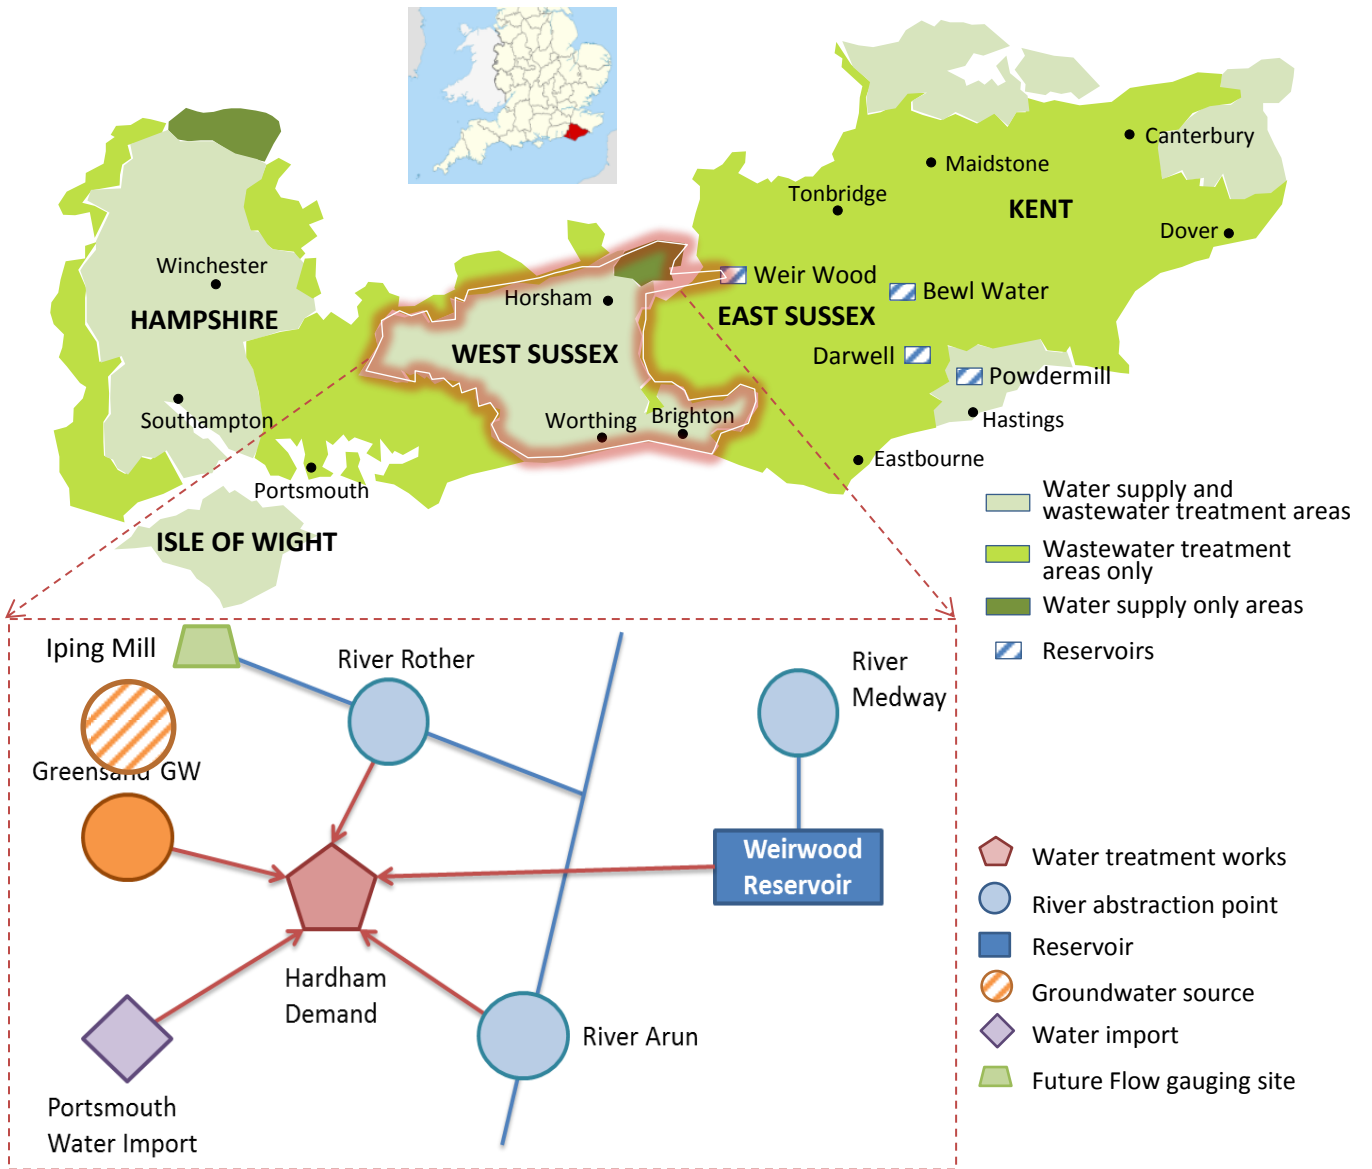 Canterbury
Maidstone
Tonbridge
KENT
Dover
Winchester
Weir Wood
Bewl Water
Horsham
HAMPSHIRE
EAST SUSSEX
WEST SUSSEX
Darwell
Powdermill
Southampton
Worthing
Brighton
Hastings
Eastbourne
Portsmouth
ISLE OF WIGHT
Water supply and
wastewater treatment areas
Wastewater treatment
areas only
Water supply only areas
Reservoirs
Iping Mill
River Rother
River
Medway
Greensand GW
Weirwood
Reservoir
Hardham
Demand
River Arun
Portsmouth
Water Import
Water treatment works
River abstraction point
Reservoir
Groundwater source
Water import
Future Flow gauging site